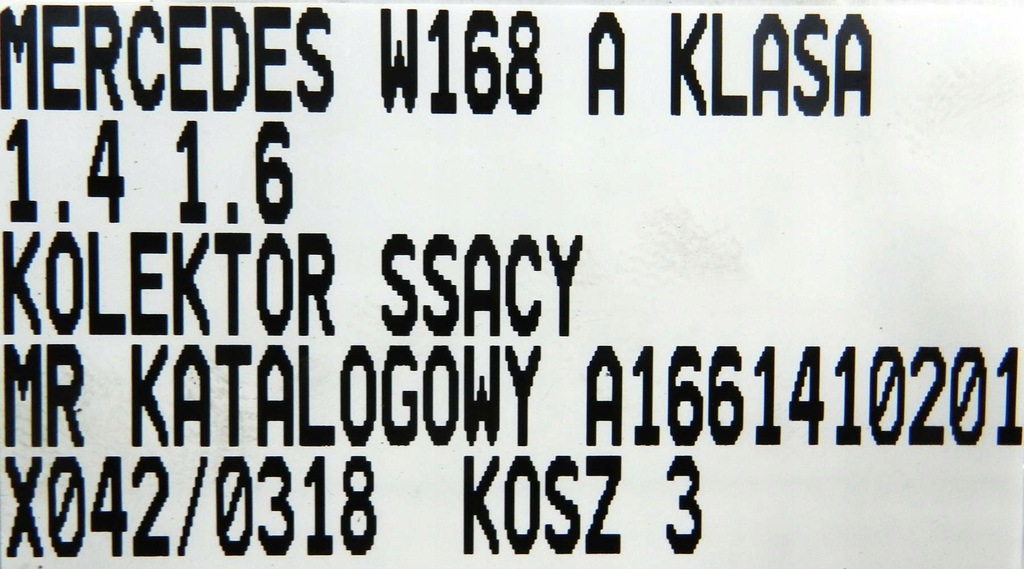 MERCEDES W168 A KLASA
1.4 1.6
KOLEKTOR SSACY
MR KATALOGOWY A1661410201
X042/0318 KOSZ 3